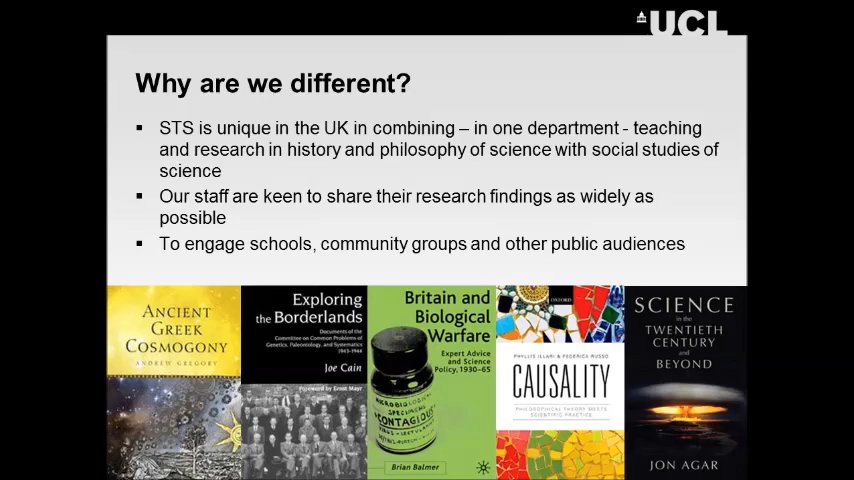 UCL
Why are we different?
▪ STS is unique in the UK in combining – in one department - teaching
and research in history and philosophy of science with social studies of
science
▪ Our staff are keen to share their research findings as widely as
possible
▪ To engage schools, community groups and other public audiences
ANCIENT
GREEK
COSMOGONY
ANDREW GREGORY
Exploring
the Borderlands
Documents of the
Committee on Common Problems of
Genetics, Paleontology, and Systematics
1943-1944
Joe Cain
Foreword by Ernst Mayr
Britain and
Biological
Warfare
Expert Advice
and Science
Policy, 1930–65
MICROBIOLOGICAL
SPECIMENS
CONTAGIOUS
Brian Balmer
OXFORD
PHYLLIS ILLARI & FEDERICA RUSSO
CAUSALITY
PHILOSOPHICAL THEORY MEETS
SCIENTIFIC PRACTICE
SCIENCE
in the
TWENTIETH
CENTURY
and
BEYOND
JON AGAR